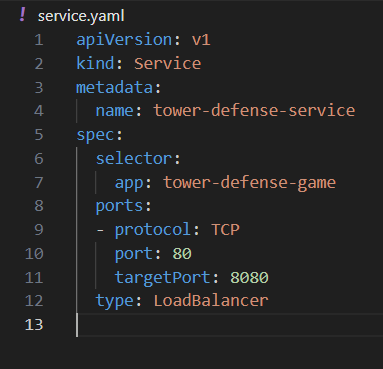 ! service.yaml
1 apiVersion: v1
2 kind: Service
3 metadata:
4   name: tower-defense-service
5 spec:
6   selector:
7     app: tower-defense-game
8   ports:
9   - protocol: TCP
10     port: 80
11     targetPort: 8080
12   type: LoadBalancer
13